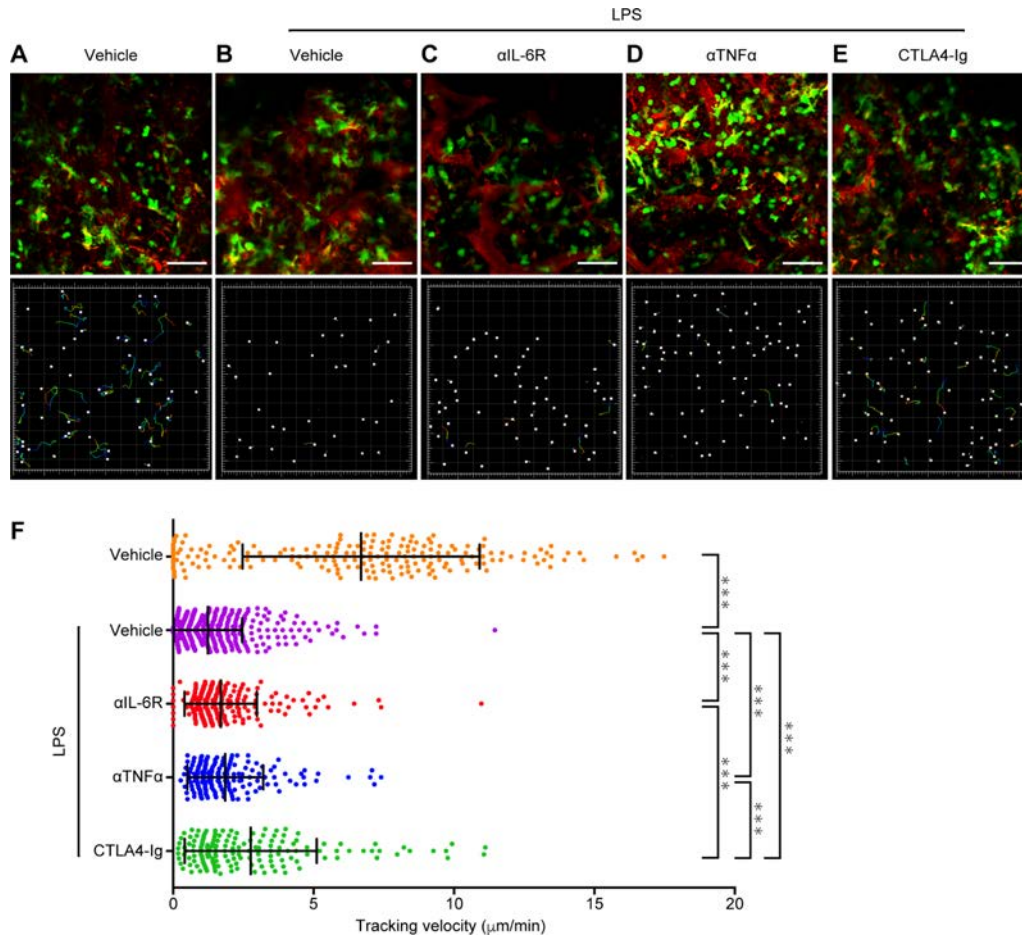 LPS
A Vehicle
B Vehicle
C αIL-6R
D αTNFα
E CTLA4-Ig
F
Vehicle
Vehicle
αIL-6R
αTNFα
CTLA4-Ig
LPS
***
***
***
***
***
***
0 5 10 15 20
Tracking velocity (μm/min)